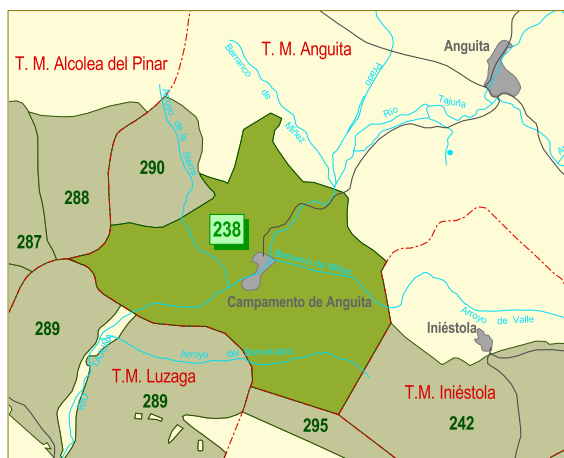 T. M. Alcolea del Pinar
T. M. Anguita
Anguita
Barranco de Miñez
Prado
Río Tajuña
Arroyo de la Sierra
290
288
287
238
Campamento de Anguita
289
Iniéstola
Arroyo de Valle
Arroyo del
T.M. Luzaga
289
T.M. Iniéstola
242
295